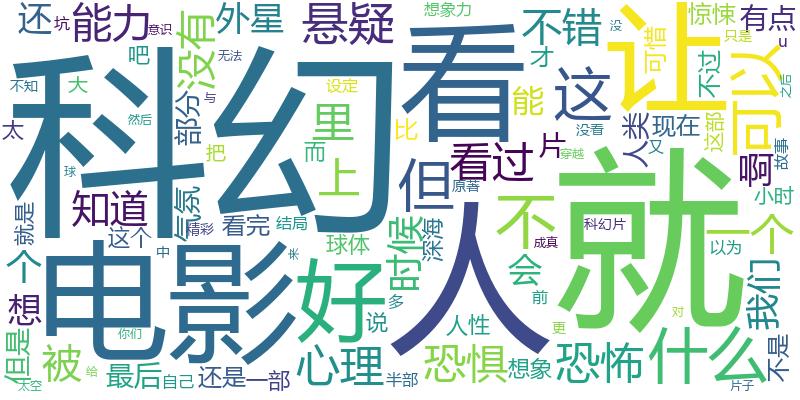 还
坑
能力
意识
外星
悬疑
想象力
不错
没
惊悚
有点
吧
没有
才
可惜
只是
u
不知
大
无法
科幻
看
这
让
可以
不过
之后
太
然后
与
部分
设定
里
能
比
没看
人类
现在
这部
又
故事
把
而
上
但
看过
片
穿越
啊
球
知道
气氛
原著
小时
就是
这个
精彩
看完
结局
时候
深海
不
科幻片
一个
以为
个
中
电影
球体
来
好
多
说
人
成真
会
前
就
我们
想
你们
人性
更
对
但是
被
太空
给
最后
自己
还是
一部
心理
半部
恐惧
想象
恐怖
什么
不是
片子